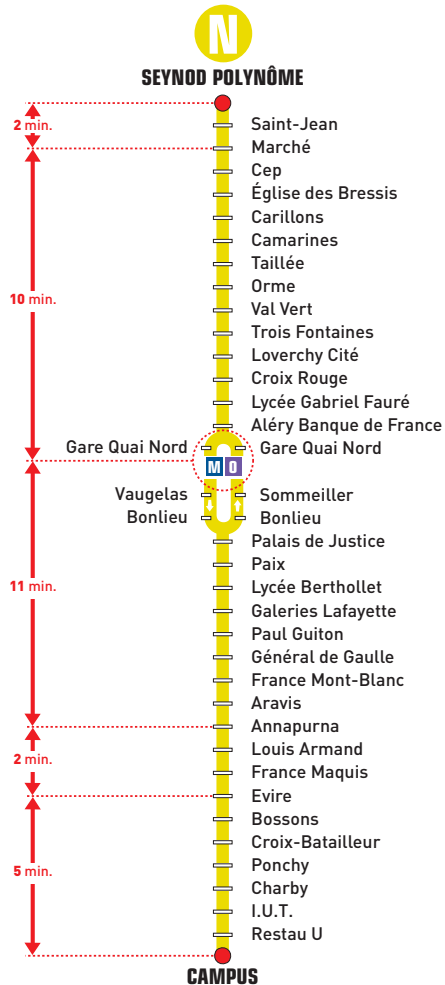 N
SEYNOD POLYNÔME
2 min.
Saint-Jean
Marché
Cep
Église des Bressis
Carillons
Camarines
Taillée
Orme
10 min.
Val Vert
Trois Fontaines
Loverchy Cité
Croix Rouge
Lycée Gabriel Fauré
Aléry Banque de France
Gare Quai Nord
Gare Quai Nord
M O
Vaugelas
Sommeiller
Bonlieu
Bonlieu
Palais de Justice
Paix
11 min.
Lycée Berthollet
Galeries Lafayette
Paul Guiton
Général de Gaulle
France Mont-Blanc
Aravis
Annapurna
Louis Armand
2 min.
France Maquis
Evire
Bossons
Croix-Batailleur
Ponchy
5 min.
Charby
I.U.T.
Restau U
CAMPUS